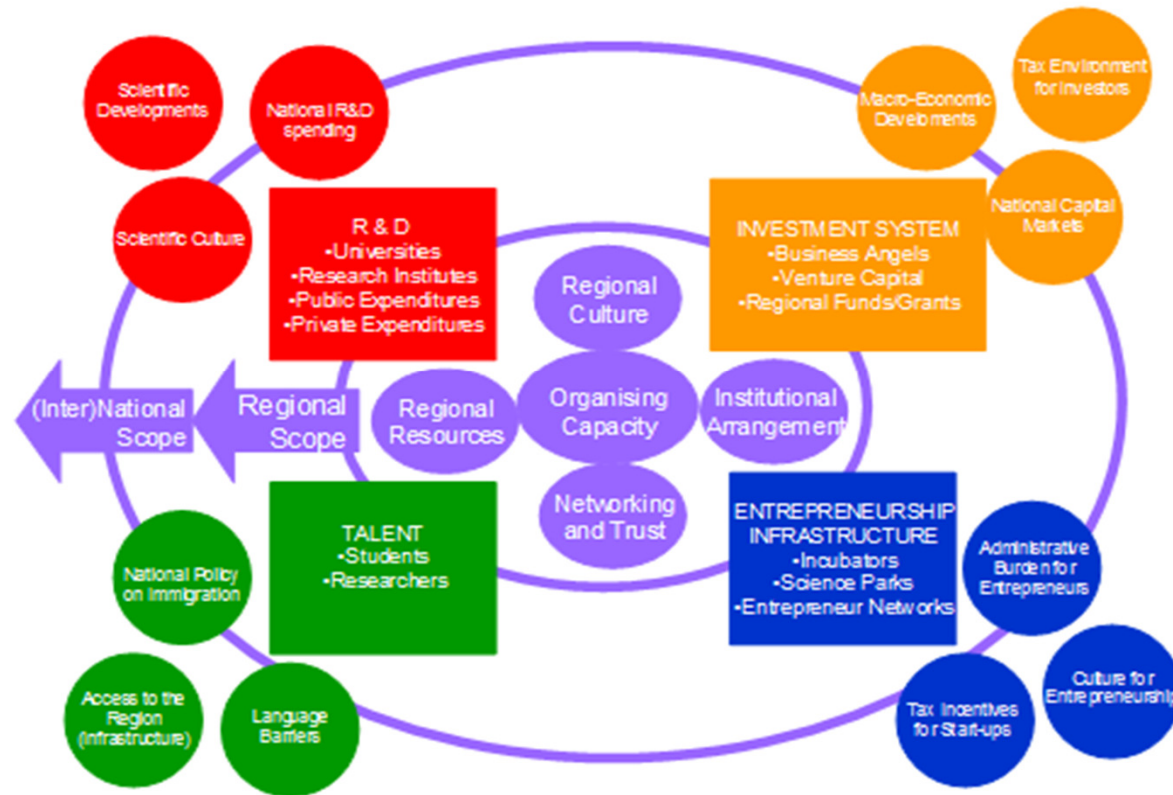 Scientific
Developments
National R&D
spending
Scientific Culture
Macro-Economic
Develoments
Tax Environment
for Investors
National Capital
Markets
R & D
•Universities
•Research Institutes
•Public Expenditures
•Private Expenditures
INVESTMENT SYSTEM
•Business Angels
•Venture Capital
•Regional Funds/Grants
Regional
Culture
(Inter)National
Scope
Regional
Scope
Regional
Resources
Organising
Capacity
Institutional
Arrangement
Networking
and Trust
TALENT
•Students
•Researchers
ENTREPRENEURSHIP
INFRASTRUCTURE
•Incubators
•Science Parks
•Entrepreneur Networks
National Policy
on Immigration
Access to the
Region
(Infrastructure)
Language
Barriers
Administrative
Burden for
Entrepreneurs
Tax Incentives
for Start-ups
Culture for
Entrepreneurship